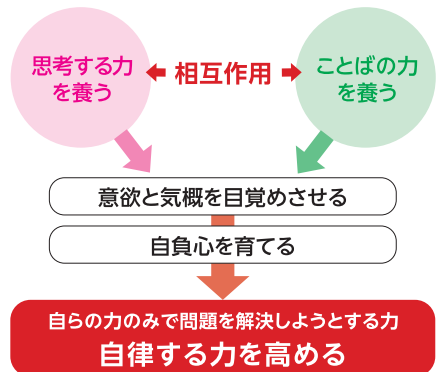 思考する力
を養う
相互作用
ことばの力
を養う
意欲と気概を目覚めさせる
自負心を育てる
自らの力のみで問題を解決しようとする力
自律する力を高める